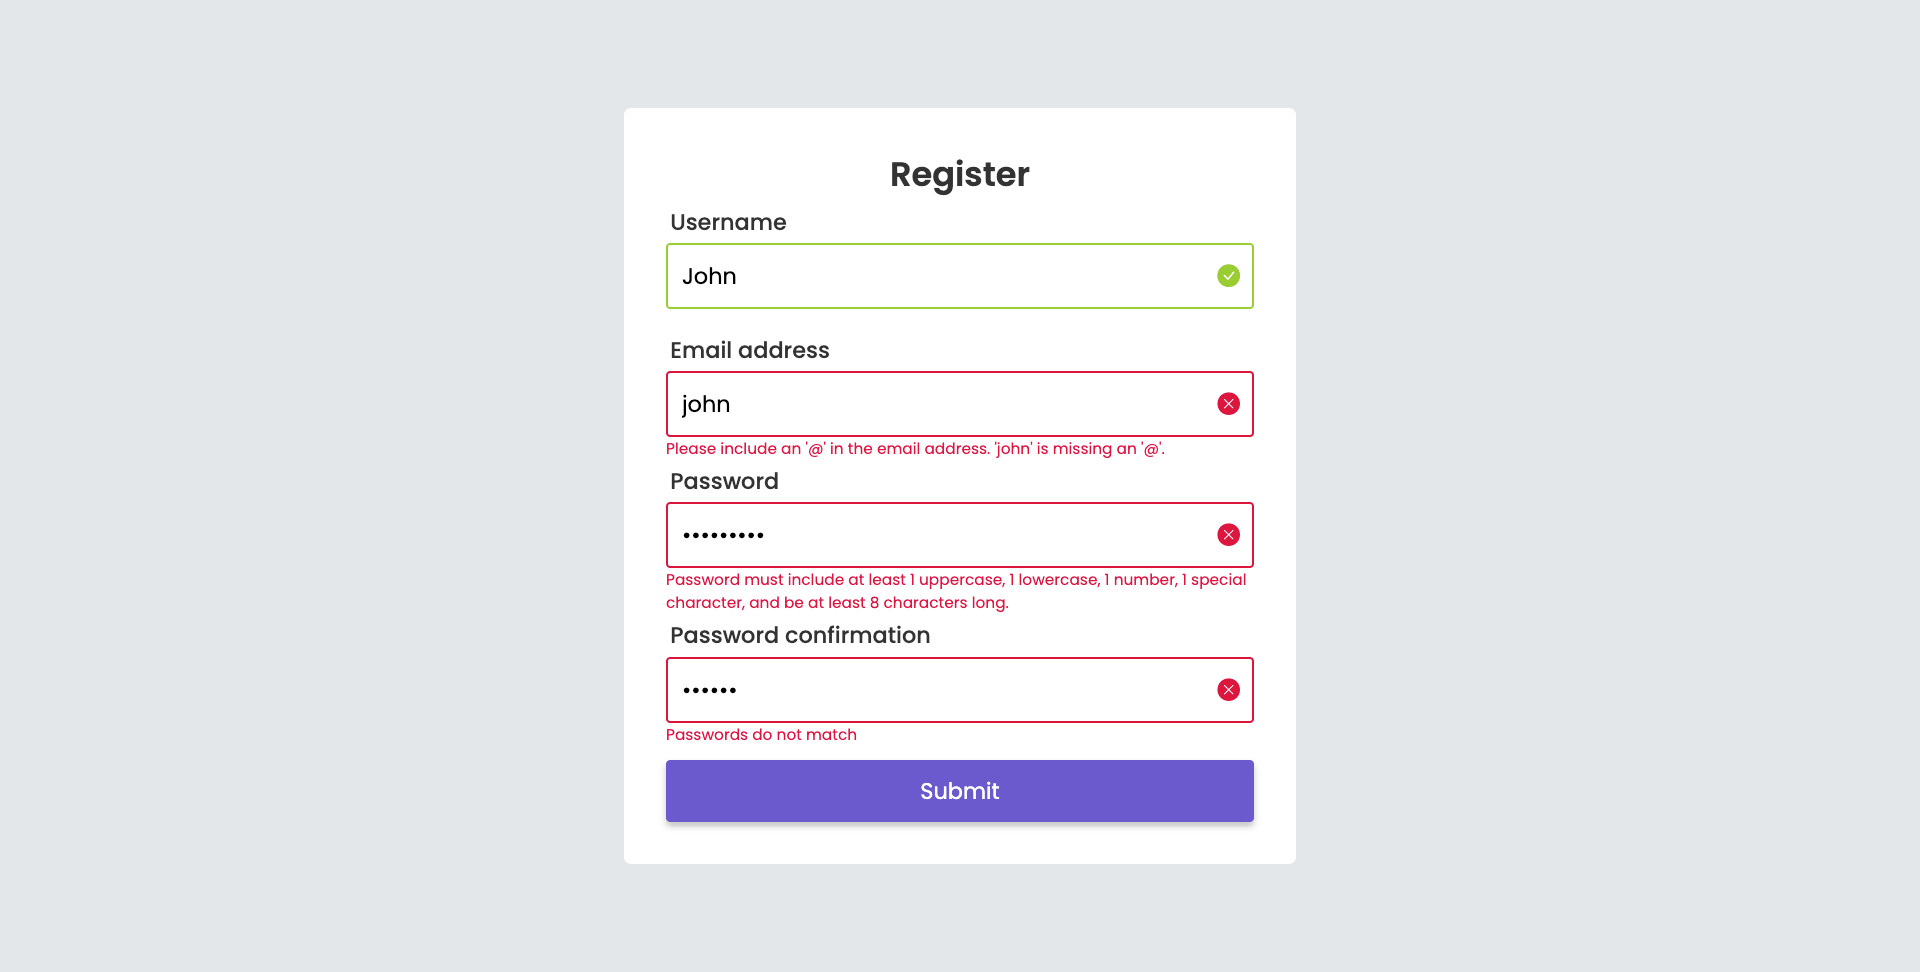 Register
Username
John
Email address
john
Please include an '@' in the email address. 'john' is missing an '@'.
Password
•••••••••
Password must include at least 1 uppercase, 1 lowercase, 1 number, 1 special
character, and be at least 8 characters long.
Password confirmation
••••••
Passwords do not match
Submit